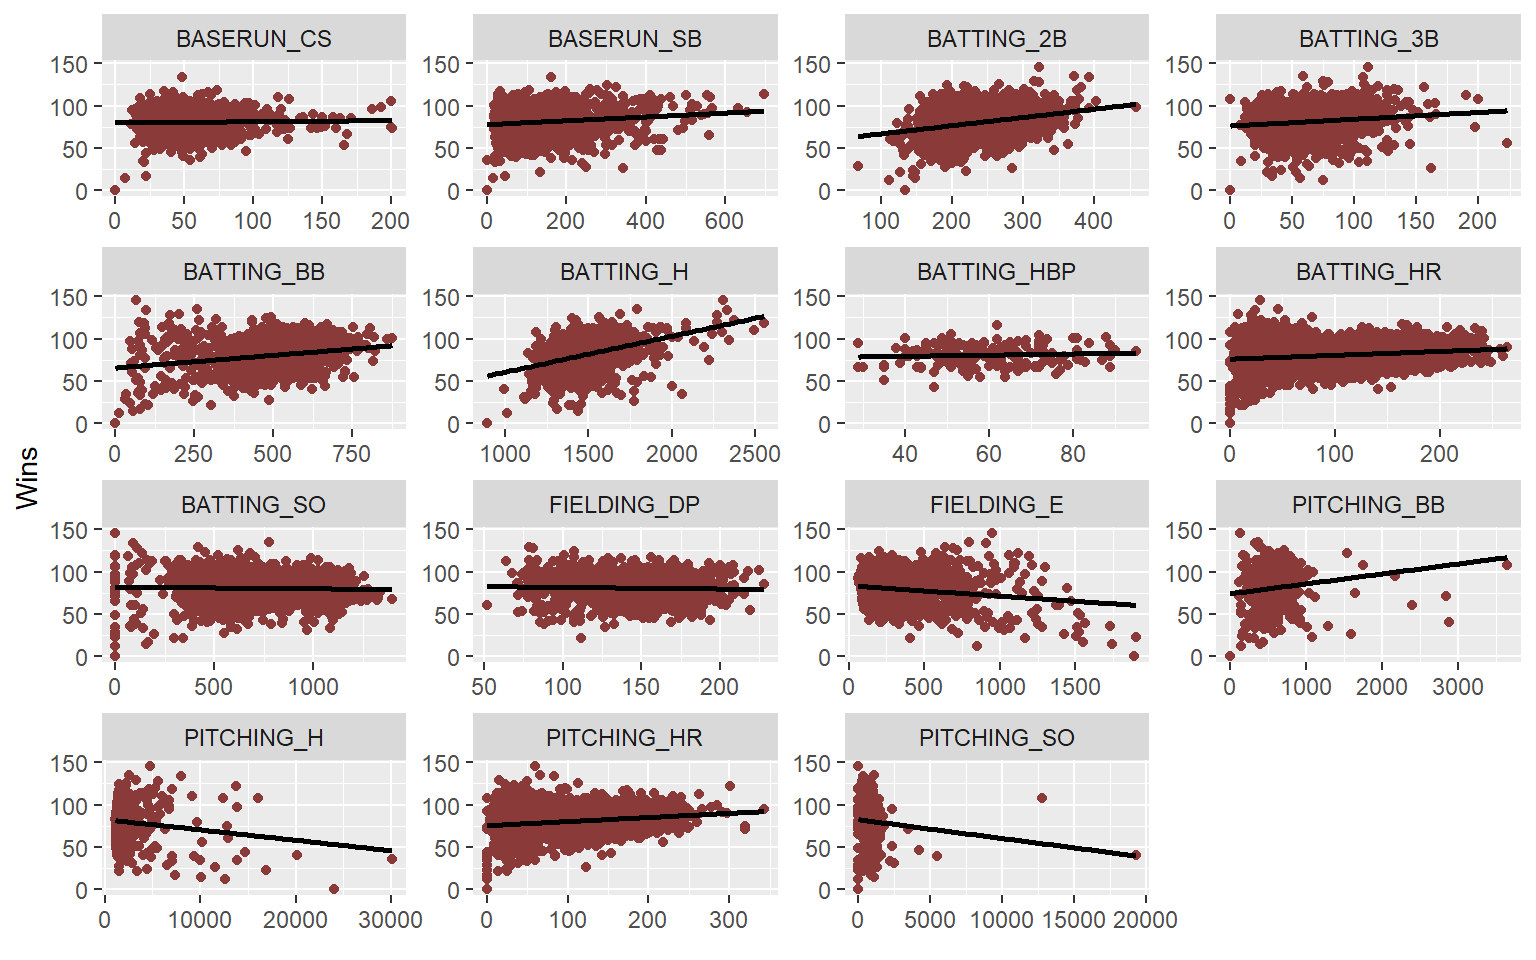 BASERUN_CS BASERUN_SB BATTING_2B BATTING_3B
150 150 150 150
100 100 100 100
50 50 50 50
0 0 0 0
0 50 100 150 200 0 200 400 600 100 200 300 400 0 50 100 150 200
BATTING_BB BATTING_H BATTING_HBP BATTING_HR
150 150 150 150
100 100 100 100
50 50 50 50
0 0 0 0
0 250 500 750 1000 1500 2000 2500 40 60 80 0 100 200
Wins
BATTING_SO FIELDING_DP FIELDING_E PITCHING_BB
150 150 150 150
100 100 100 100
50 50 50 50
0 0 0 0
0 500 1000 50 100 150 200 0 500 1000 1500 0 1000 2000 3000
PITCHING_H PITCHING_HR PITCHING_SO
150 150 150
100 100 100
50 50 50
0 0 0
0 10000 20000 30000 0 100 200 300 0 5000 10000 15000 20000